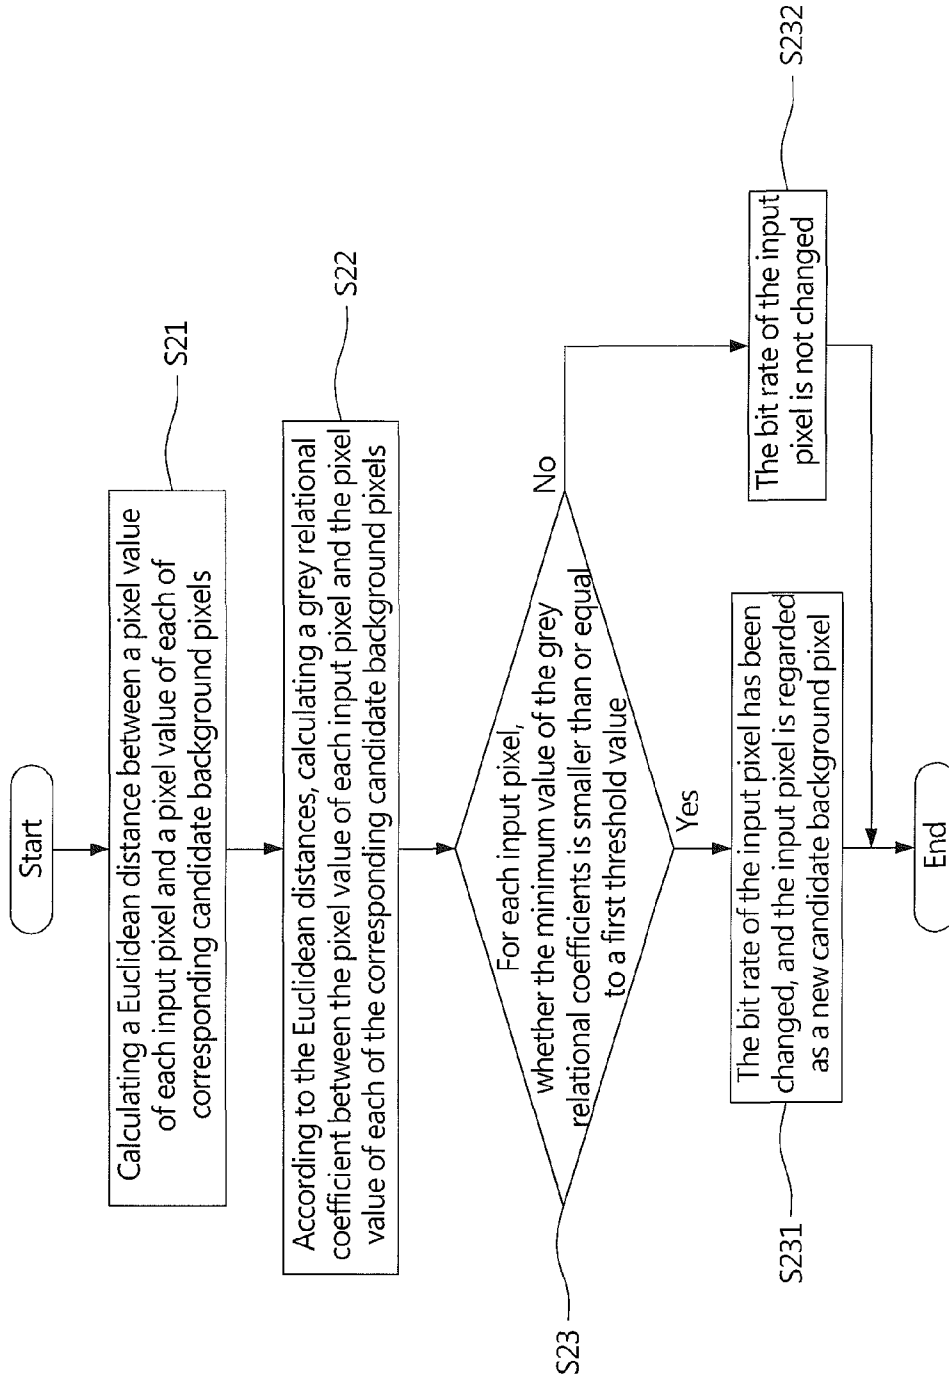 Start
Calculating a Euclidean distance between a pixel value
of each input pixel and a pixel value of each of
corresponding candidate background pixels
S21
According to the Euclidean distances, calculating a grey relational
coefficient between the pixel value of each input pixel and the pixel
value of each of the corresponding candidate background pixels
S22
For each input pixel,
whether the minimum value of the grey
relational coefficients is smaller than or equal
to a first threshold value
S23
No
Yes
The bit rate of the input pixel has been
changed, and the input pixel is regarded
as a new candidate background pixel
S231
The bit rate of the input
pixel is not changed
S232
End